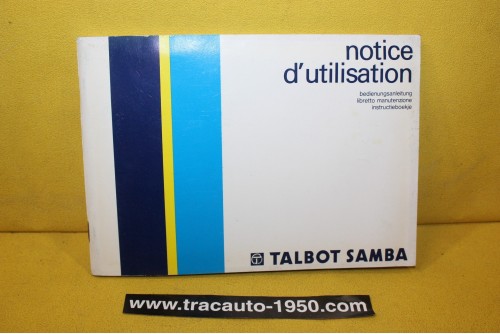 notice
d'utilisation
bedienungsanleitung
libretto manutenzione
instructieboekje
TALBOT SAMBA
www.tracauto-1950.com/